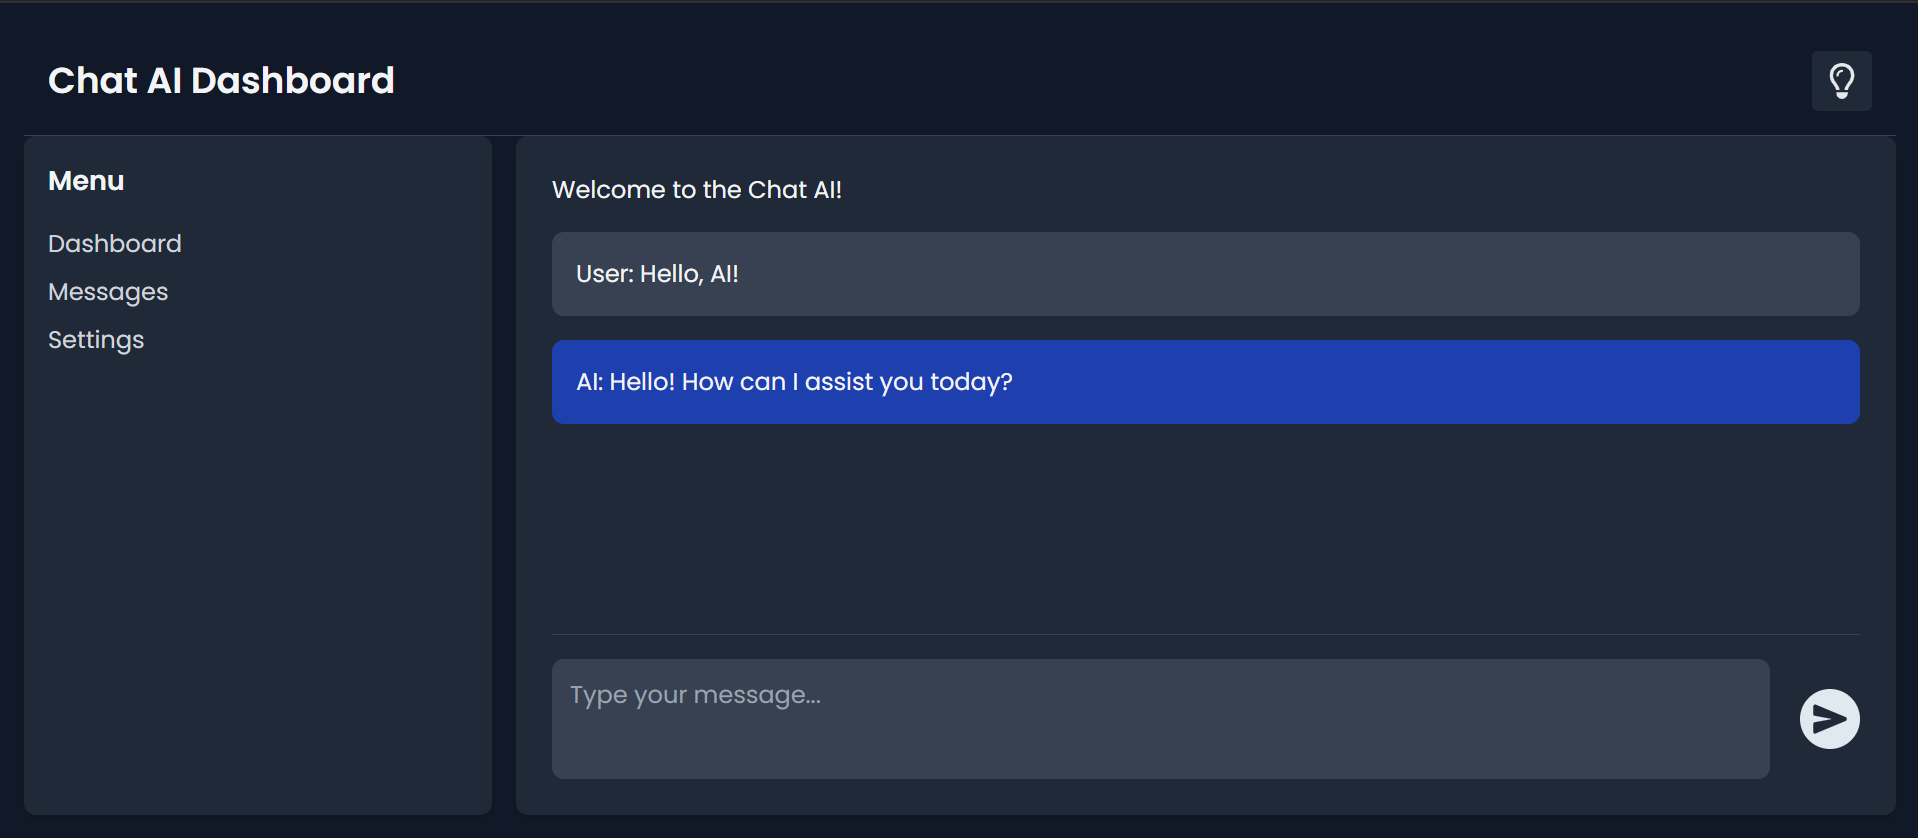 Chat AI Dashboard
Menu
Dashboard
Messages
Settings
Welcome to the Chat AI!
User: Hello, AI!
AI: Hello! How can I assist you today?
Type your message...